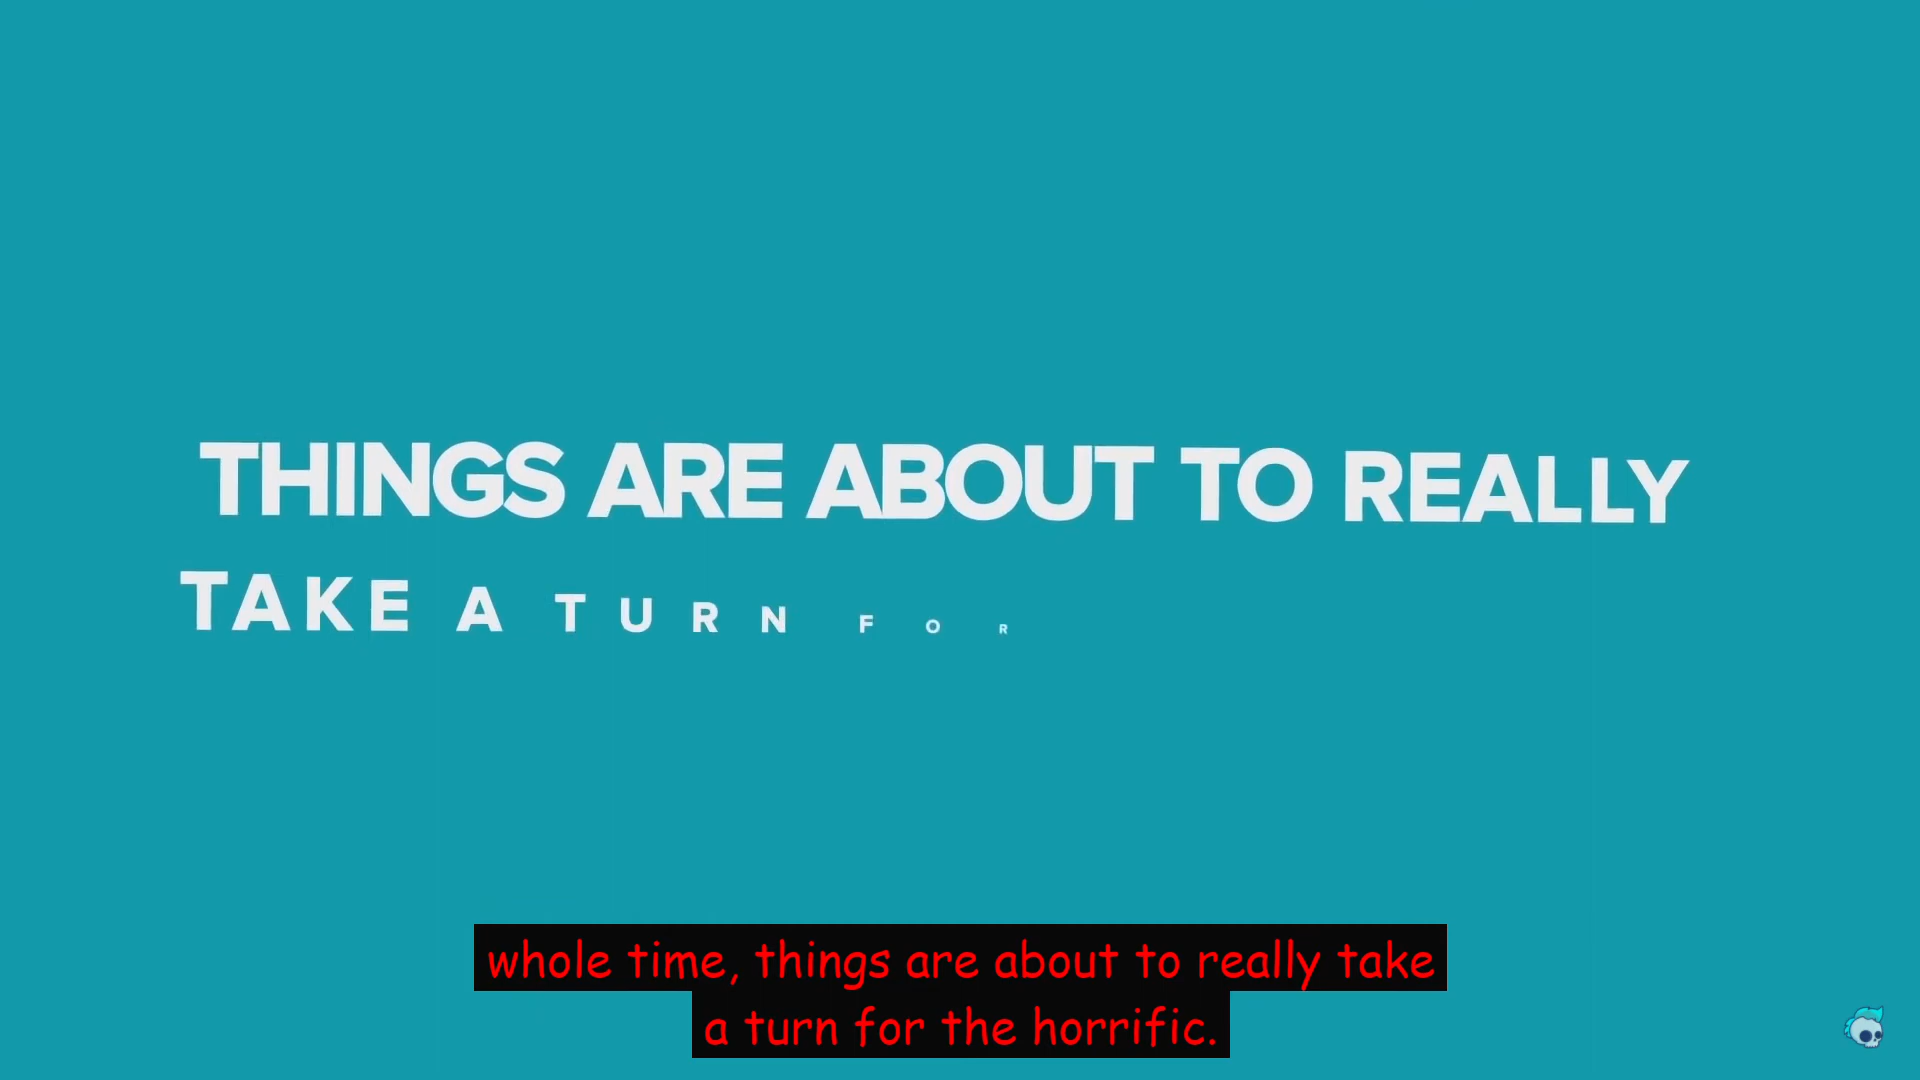 THINGS ARE ABOUT TO REALLY
TAKE A TURN FOR
whole time, things are about to really take
a turn for the horrific.